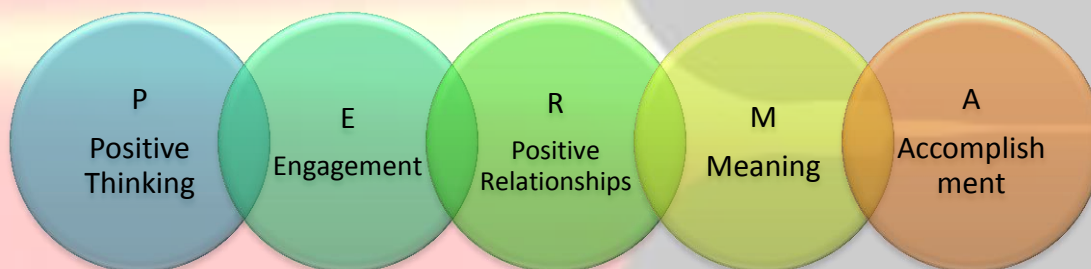 P
Positive
Thinking
E
Engagement
R
Positive
Relationships
M
Meaning
A
Accomplish
ment